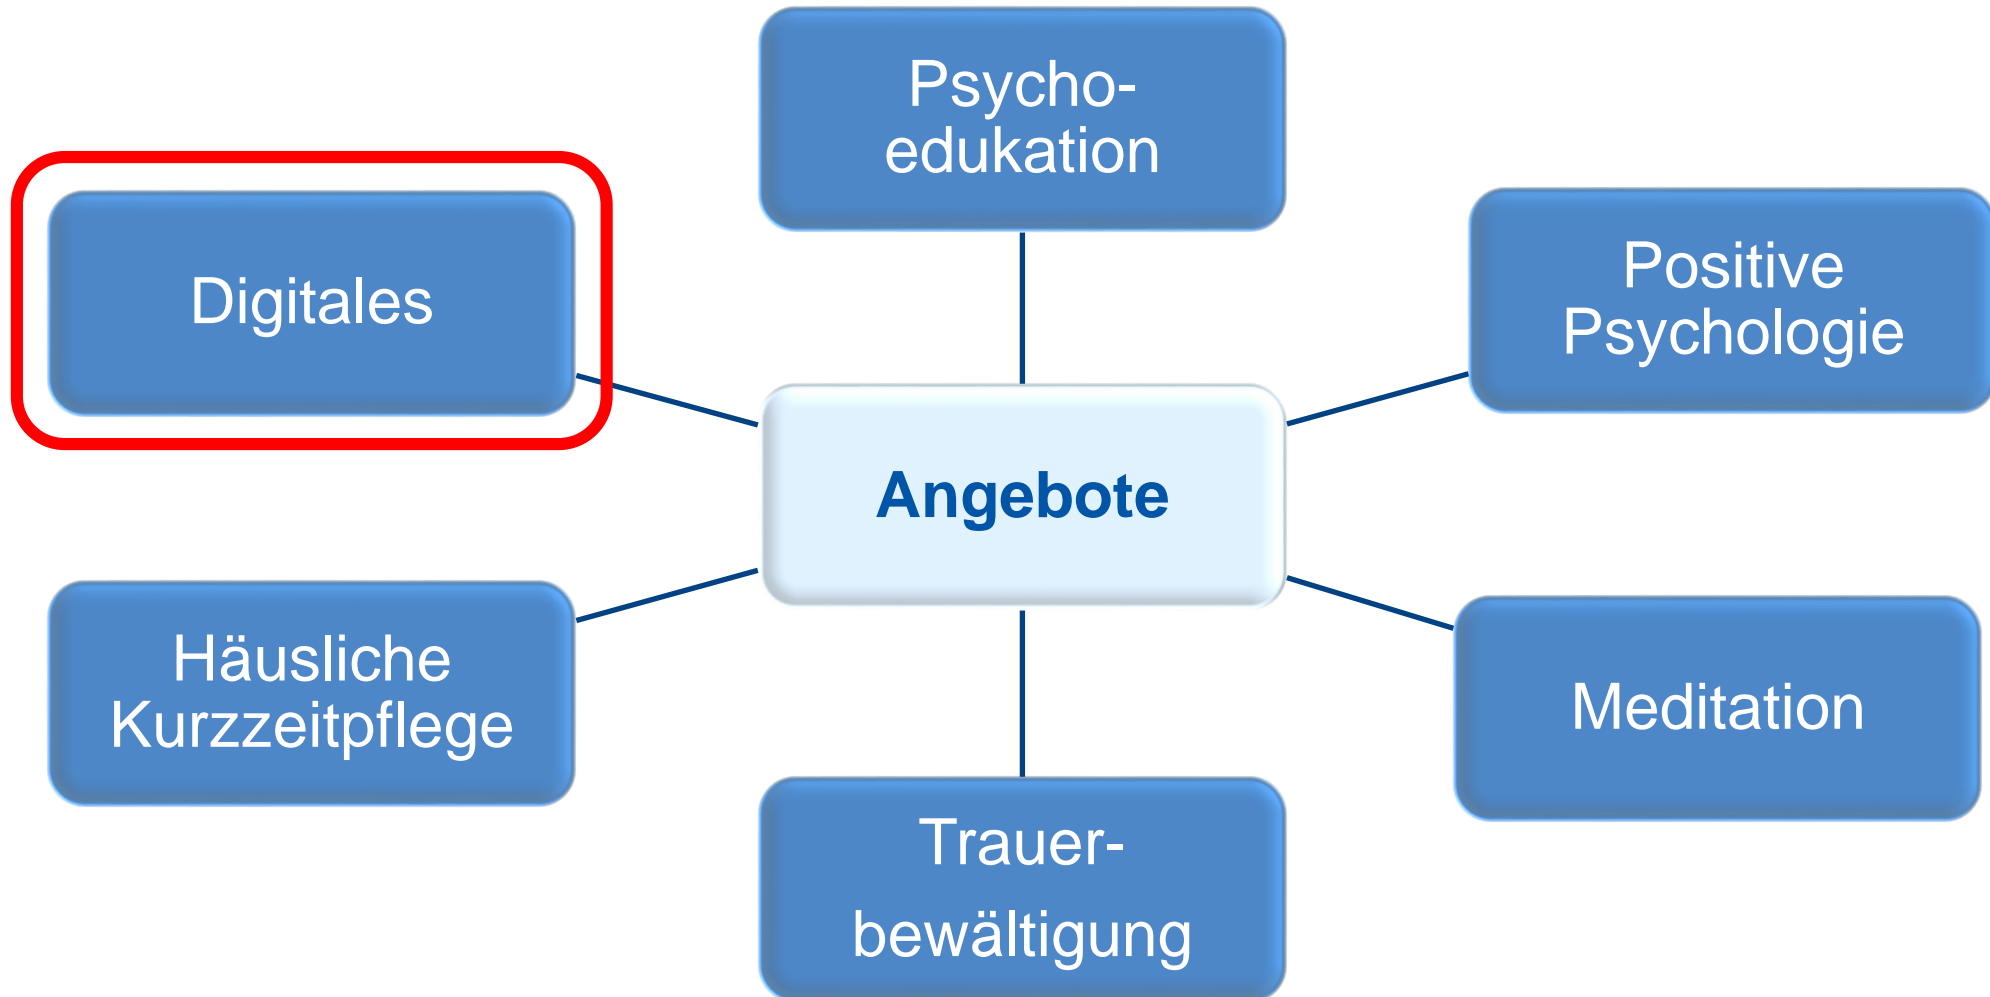 Psycho-
edukation
Digitales
Positive
Psychologie
Angebote
Häusliche
Kurzzeitpflege
Meditation
Trauer-
bewältigung